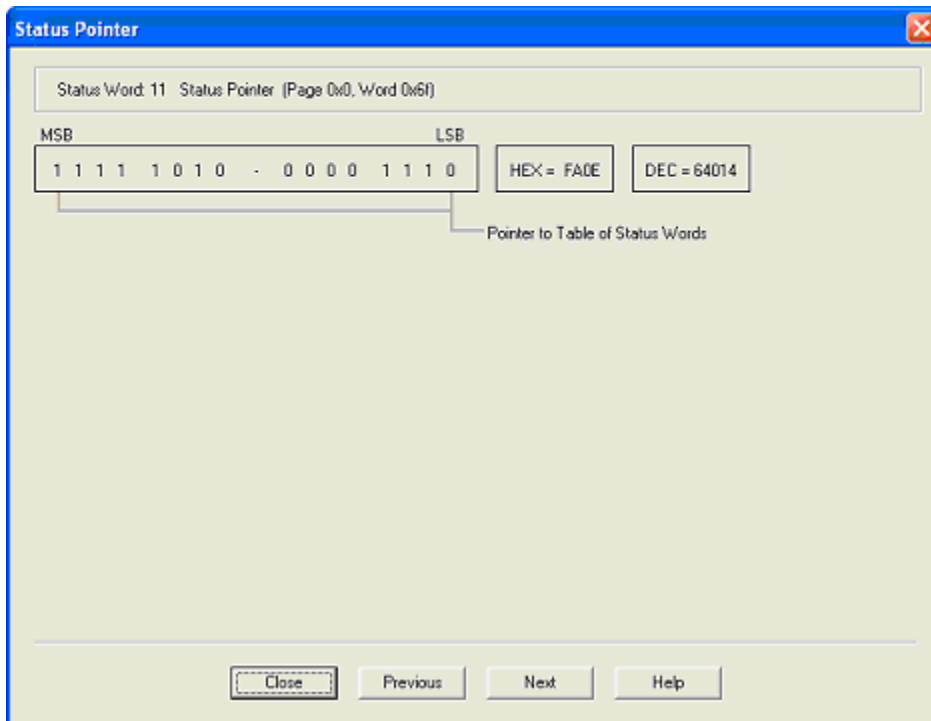 Status Pointer
Status Word: 11 Status Pointer (Page 0x0, Word 0x6f)
MSB LSB
1 1 1 1 1 0 1 0 - 0 0 0 0 1 1 1 0 HEX = FA0E DEC = 64014
Pointer to Table of Status Words
Close Previous Next Help